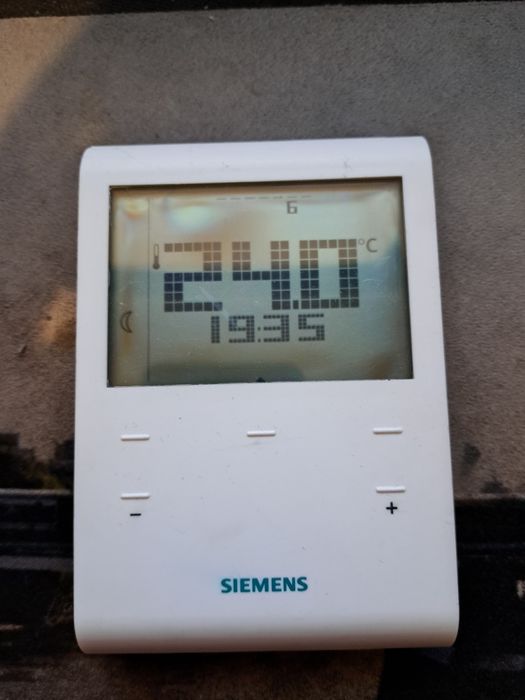 6
24.0 °C
19:35
- +
SIEMENS